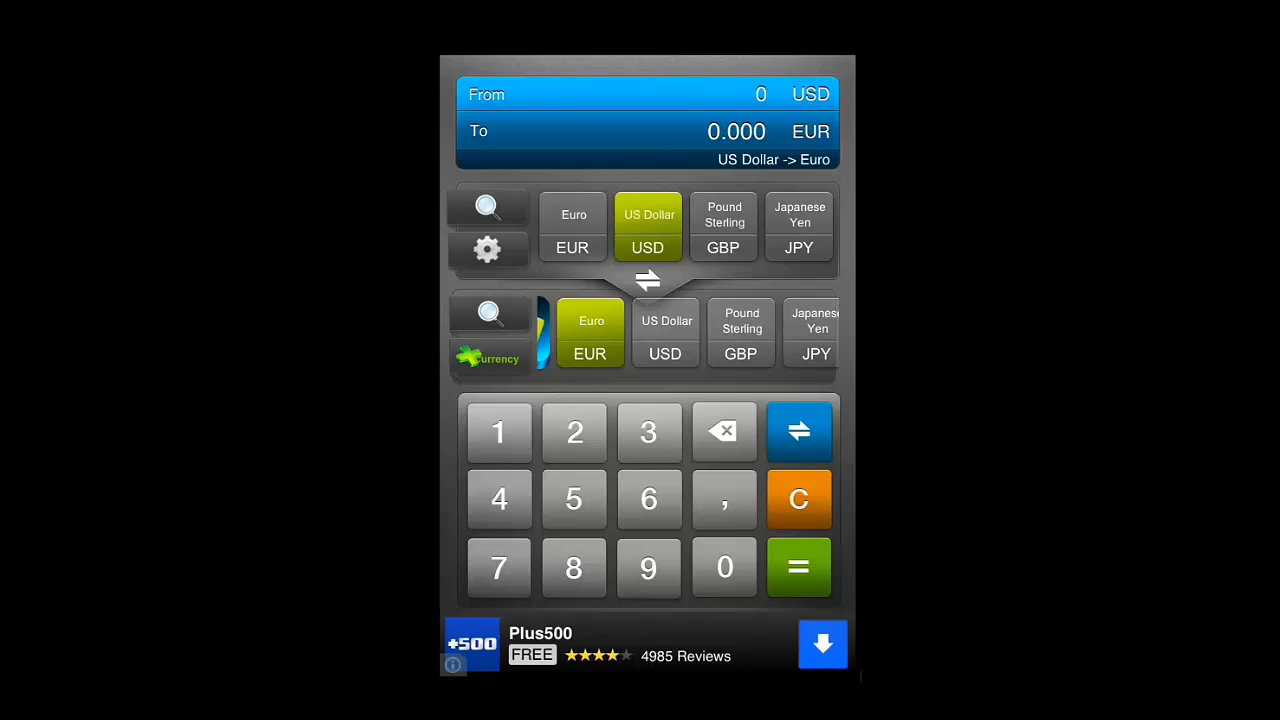 From 0 USD
To 0.000 EUR
US Dollar -> Euro
Euro
EUR
US Dollar
USD
Pound
Sterling
GBP
Japanese
Yen
JPY
Euro
EUR
US Dollar
USD
Pound
Sterling
GBP
Japanese
Yen
JPY
currency
1 2 3
4 5 6 , C
7 8 9 0 =
+500
Plus500
FREE 4985 Reviews